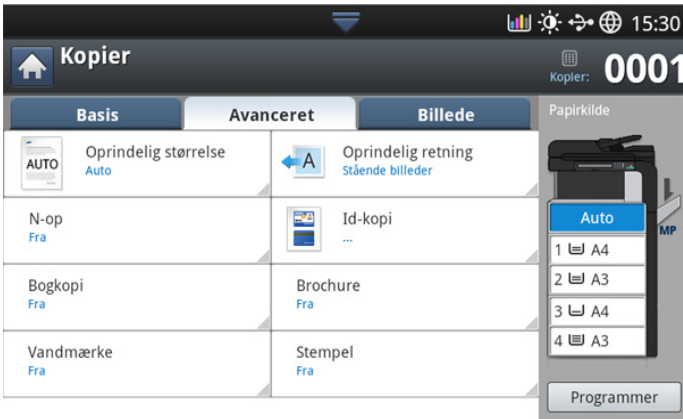 15:30
Kopier
Kopier:
0001
Basis
Avanceret
Billede
Papirkilde
AUTO
Oprindelig størrelse
Auto
A
Oprindelig retning
Stående billeder
N-op
Fra
Id-kopi
...
Bogkopi
Fra
Brochure
Fra
Vandmærke
Fra
Stempel
Fra
Auto
MP
1 A4
2 A3
3 A4
4 A3
Programmer